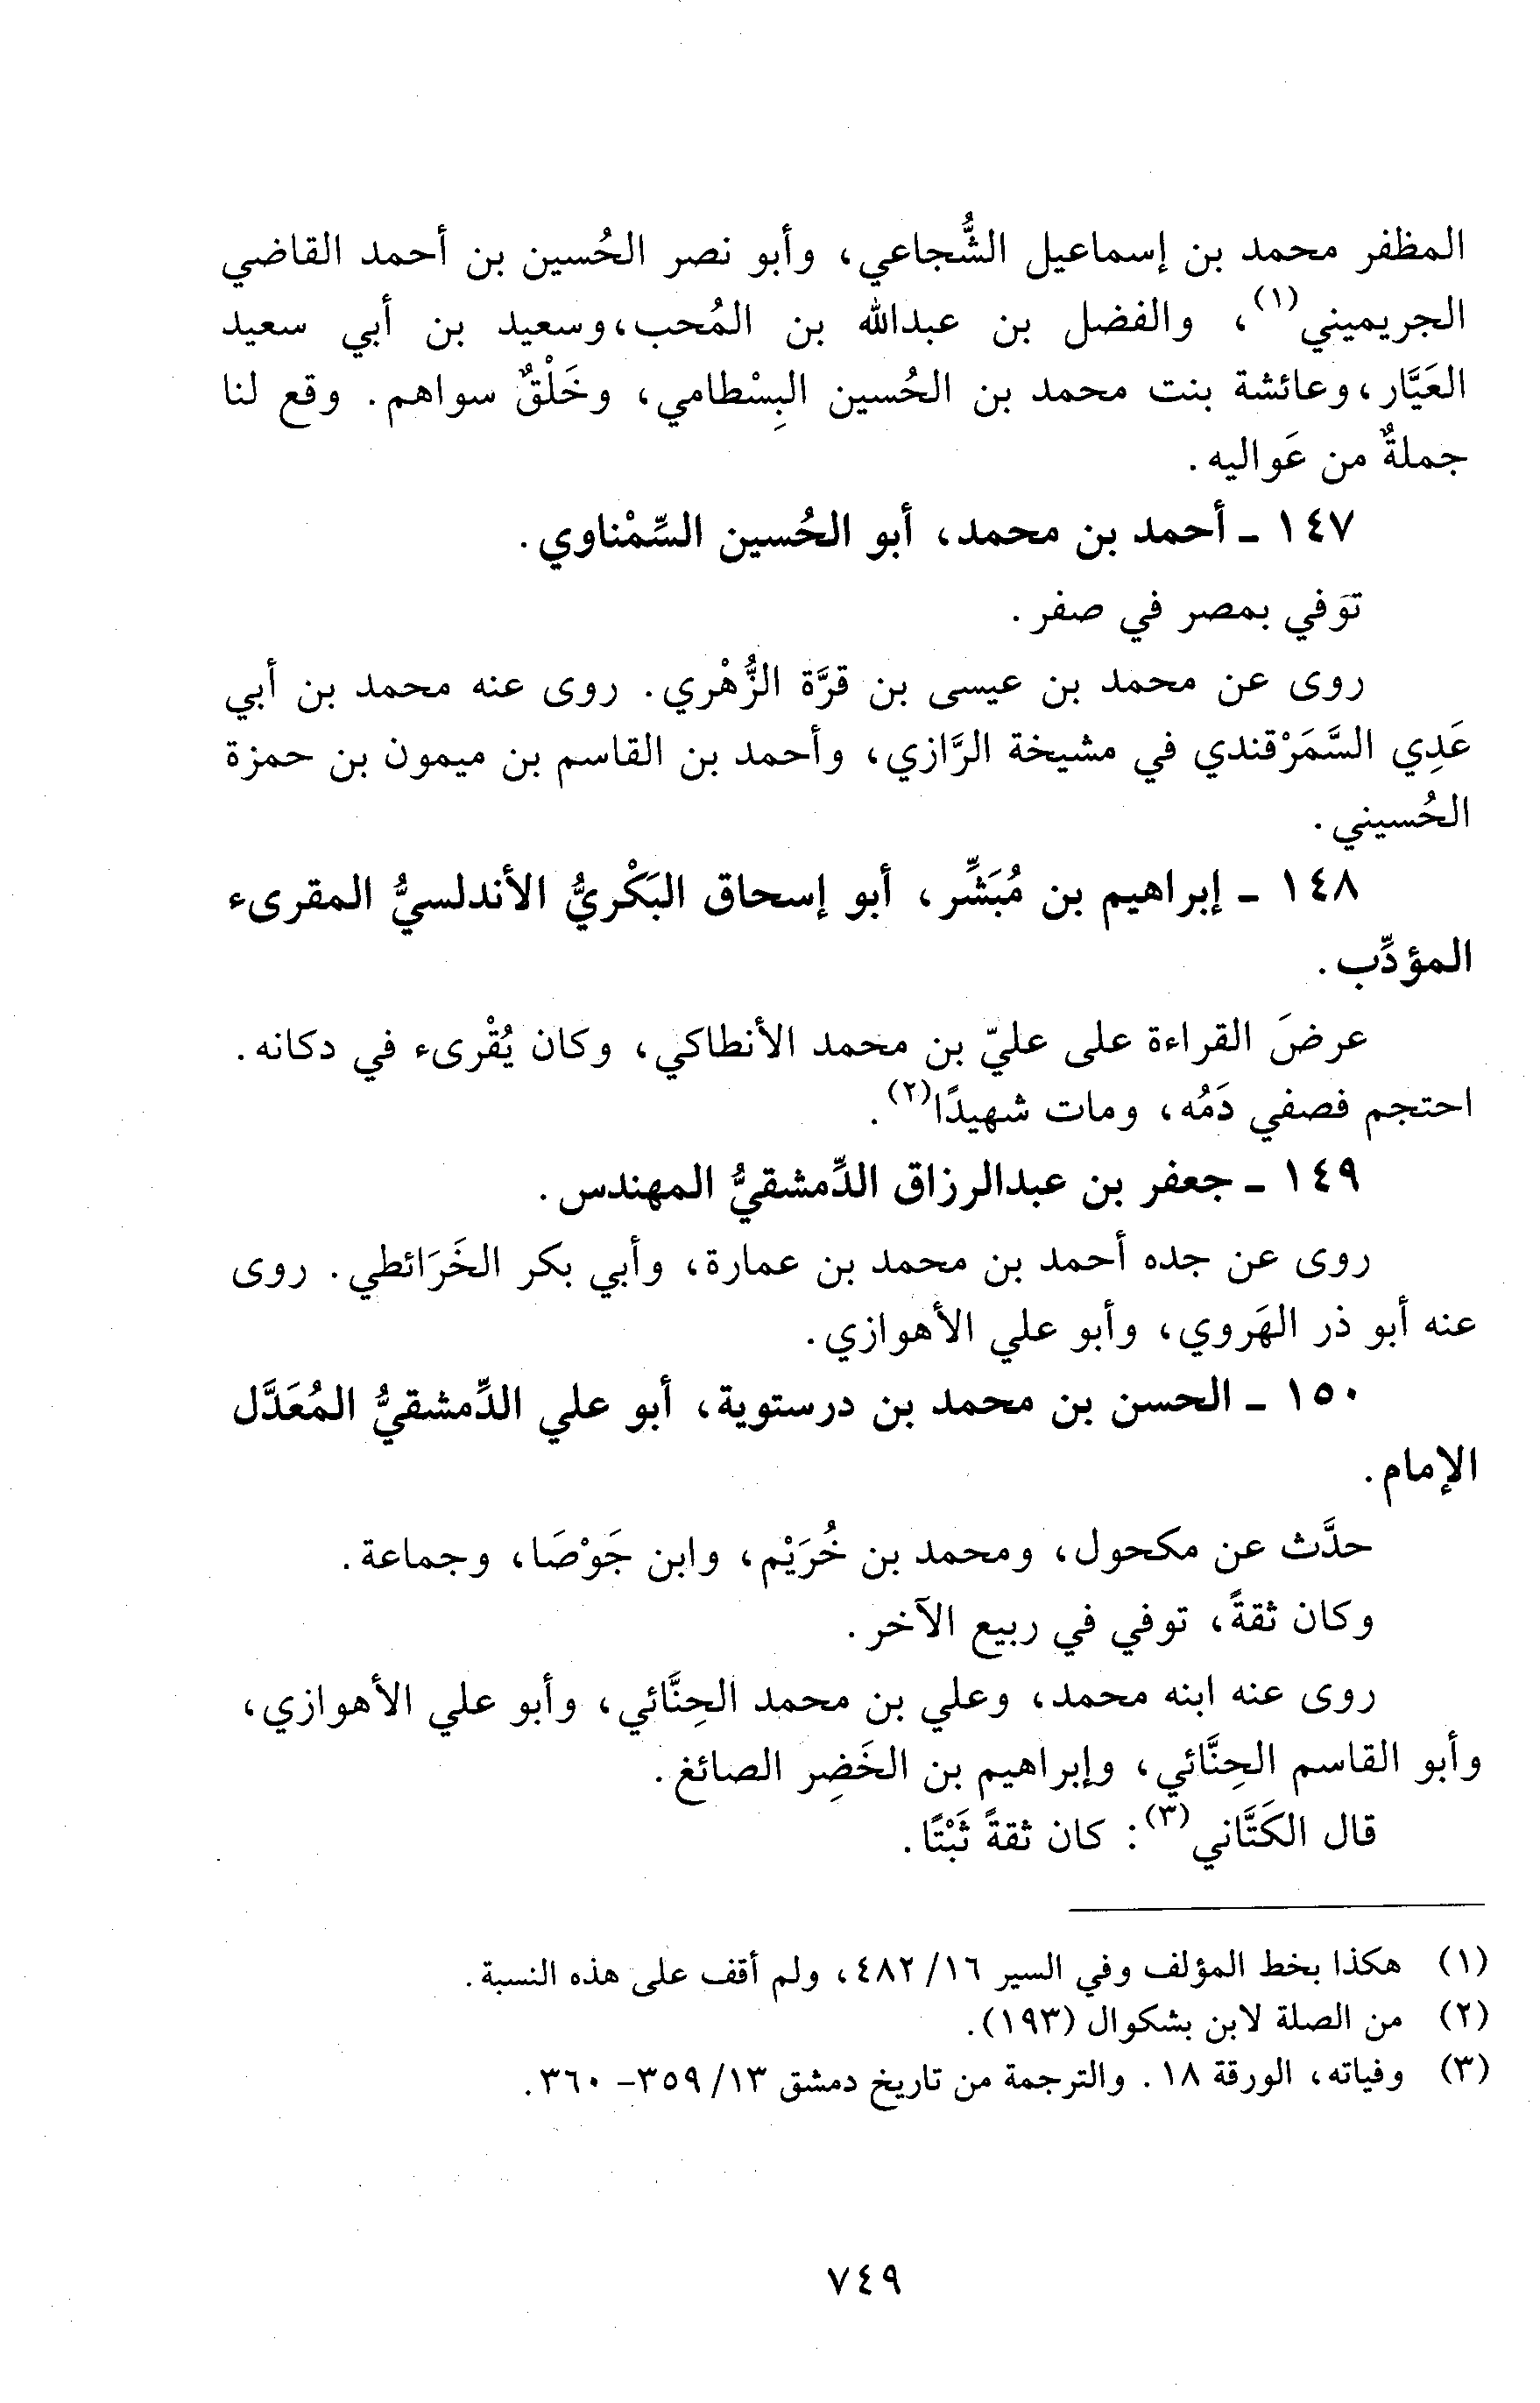 المظفر محمد بن إسماعيل الشُّجاعي، وأبو نصر الحُسين بن أحمد القاضي
الجريميني(١)، والفضل بن عبدالله بن المُحب، وسعيد بن أبي سعيد
العَيَّار، وعائشة بنت محمد بن الحُسين البِسْطامي، وخَلْقٌ سواهم. وقع لنا
جملةٌ من عَواليه.
١٤٧ - أحمد بن محمد، أبو الحُسين السِّمْناوي.
توَفي بمصر في صفر.
روى عن محمد بن عيسى بن قرَّة الزُّهْري. روى عنه محمد بن أبي
عَدِي السَّمَرْقندي في مشيخة الرَّازي، وأحمد بن القاسم بن ميمون بن حمزة
الحُسيني.
١٤٨ - إبراهيم بن مُبَشِّر، أبو إسحاق البَكْريُّ الأندلسيُّ المقرىء
المؤدِّب.
عرضَ القراءة على عليّ بن محمد الأنطاكي، وكان يُقْرىء في دكانه.
احتجم فصفي دَمُه، ومات شهيدًا(٢).
١٤٩ - جعفر بن عبدالرزاق الدِّمشقيُّ المهندس.
روى عن جده أحمد بن محمد بن عمارة، وأبي بكر الخَرَائطي. روى
عنه أبو ذر الهَروي، وأبو علي الأهوازي.
١٥٠ - الحسن بن محمد بن درستوية، أبو علي الدِّمشقيُّ المُعَدَّل
الإمام.
حدَّث عن مكحول، ومحمد بن خُرَيْم، وابن جَوْصَا، وجماعة.
وكان ثقةً، توفي في ربيع الآخر.
روى عنه ابنه محمد، وعلي بن محمد الحِنَّائي، وأبو علي الأهوازي،
وأبو القاسم الحِنَّائي، وإبراهيم بن الخَضِر الصائغ.
قال الكَتَّاني(٣): كان ثقةً ثَبْتًا.
(١) هكذا بخط المؤلف وفي السير ١٦/ ٤٨٢، ولم أقف على هذه النسبة.
(٢) من الصلة لابن بشكوال (١٩٣).
(٣) وفياته، الورقة ١٨. والترجمة من تاريخ دمشق ١٣/ ٣٥٩- ٣٦٠.
٧٤٩